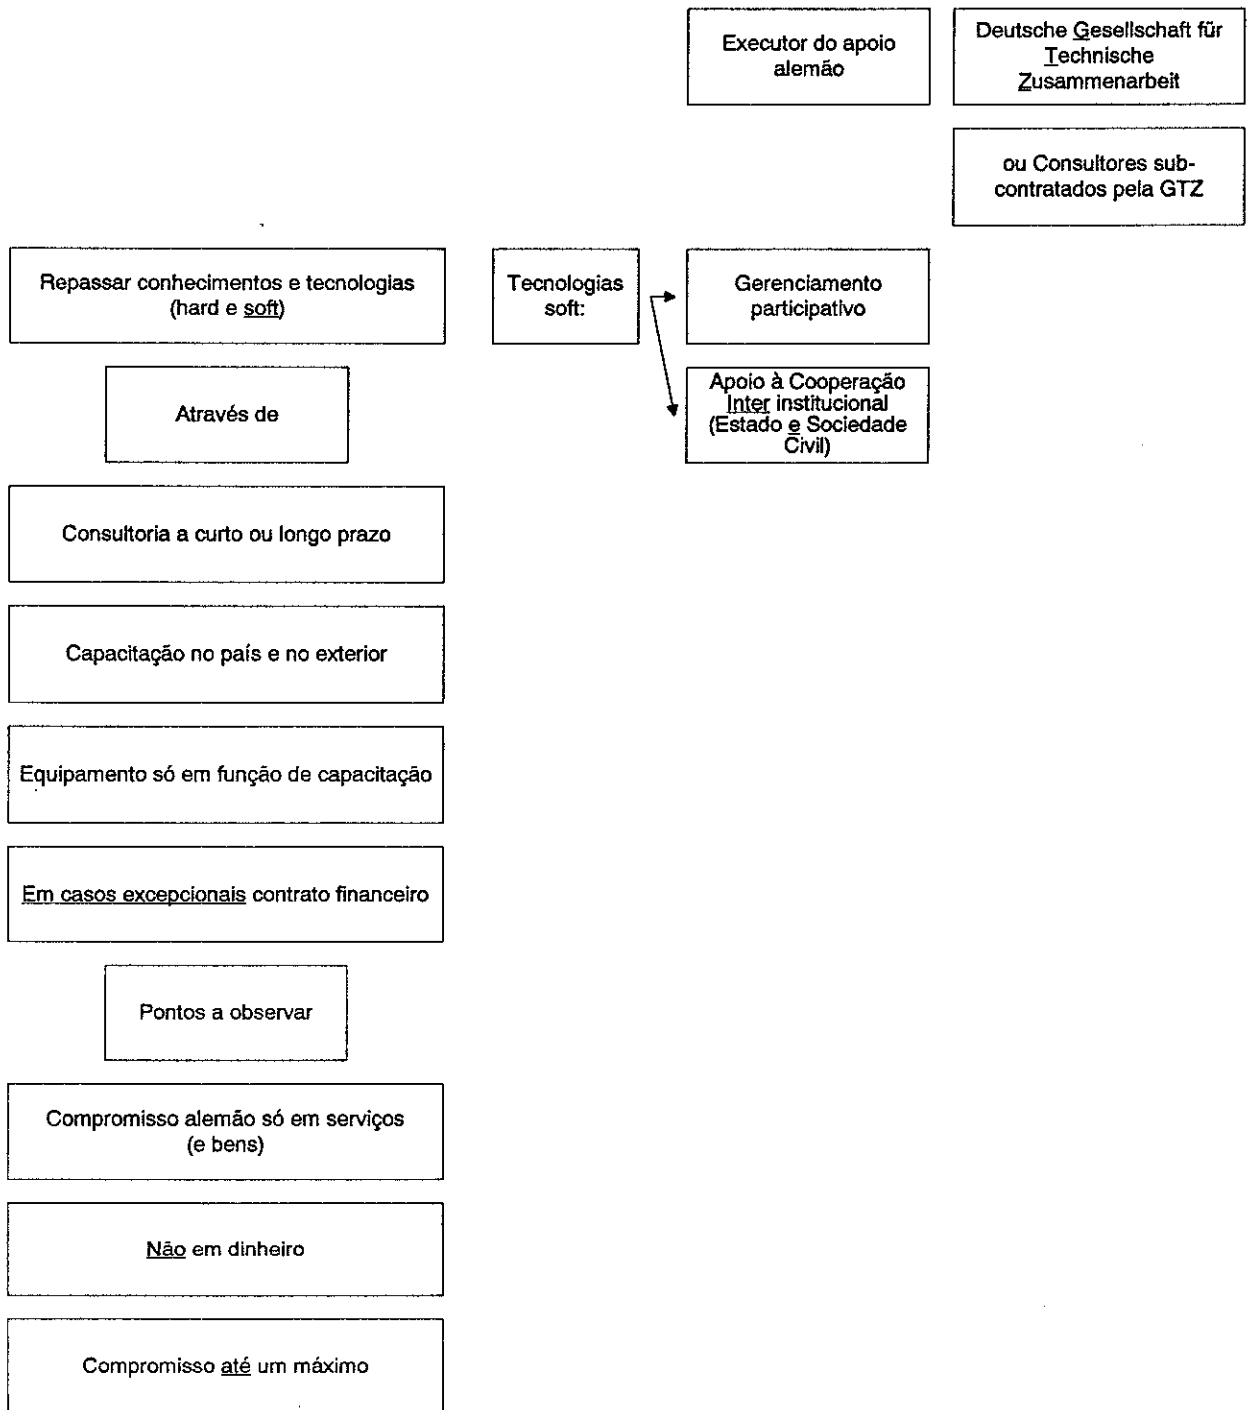 Executor do apoio
alemão
Deutsche Gesellschaft für
Technische
Zusammenarbeit
ou Consultores sub-
contratados pela GTZ
Repassar conhecimentos e tecnologias
(hard e soft)
Tecnologias
soft:
Gerenciamento
participativo
Apoio à Cooperação
Inter institucional
(Estado e Sociedade
Civil)
Através de
Consultoria a curto ou longo prazo
Capacitação no país e no exterior
Equipamento só em função de capacitação
Em casos excepcionais contrato financeiro
Pontos a observar
Compromisso alemão só em serviços
(e bens)
Não em dinheiro
Compromisso até um máximo